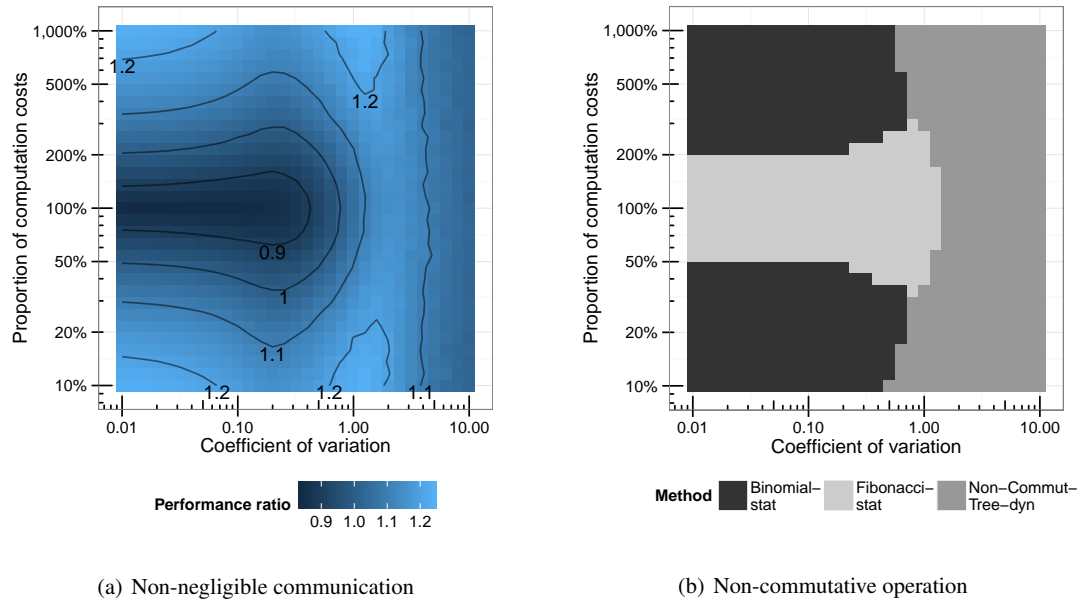 1,000%
500%
200%
100%
50%
20%
10%
Proportion of computation costs
1.2
1.2
0.9
1
1.1
1.2
1.2
1.1
0.01
0.10
1.00
10.00
Coefficient of variation
Performance ratio
0.9 1.0 1.1 1.2
(a) Non-negligible communication
1,000%
500%
200%
100%
50%
20%
10%
Proportion of computation costs
0.01
0.10
1.00
10.00
Coefficient of variation
Method
Binomial−
stat
Fibonacci−
stat
Non−Commut−
Tree−dyn
(b) Non-commutative operation